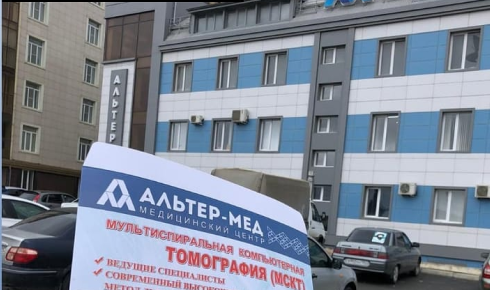 АЛЬТЕР
АЛЬТЕР-МЕД
МЕДИЦИНСКИЙ ЦЕНТР
МУЛЬТИСПИРАЛЬНАЯ КОМПЬЮТЕРНАЯ
ТОМОГРАФИЯ (МСКТ)
ВЕДУЩИЕ СПЕЦИАЛИСТЫ
СОВРЕМЕННЫЙ